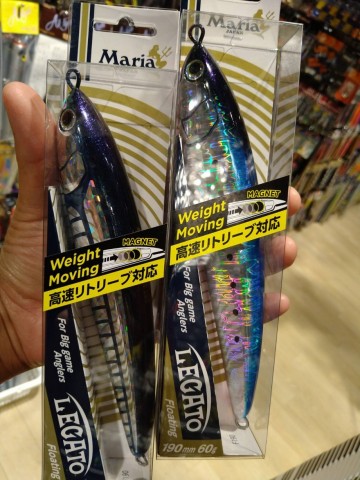 Maria
Weight
Moving
MAGNET
高速リトリーブ対応
For Big game
Anglers
LEGATO
Floating
Maria
JAPAN
Weight
Moving
MAGNET
高速リトリーブ対応
For Big game
Anglers
LEGATO
Floating
190mm 60g